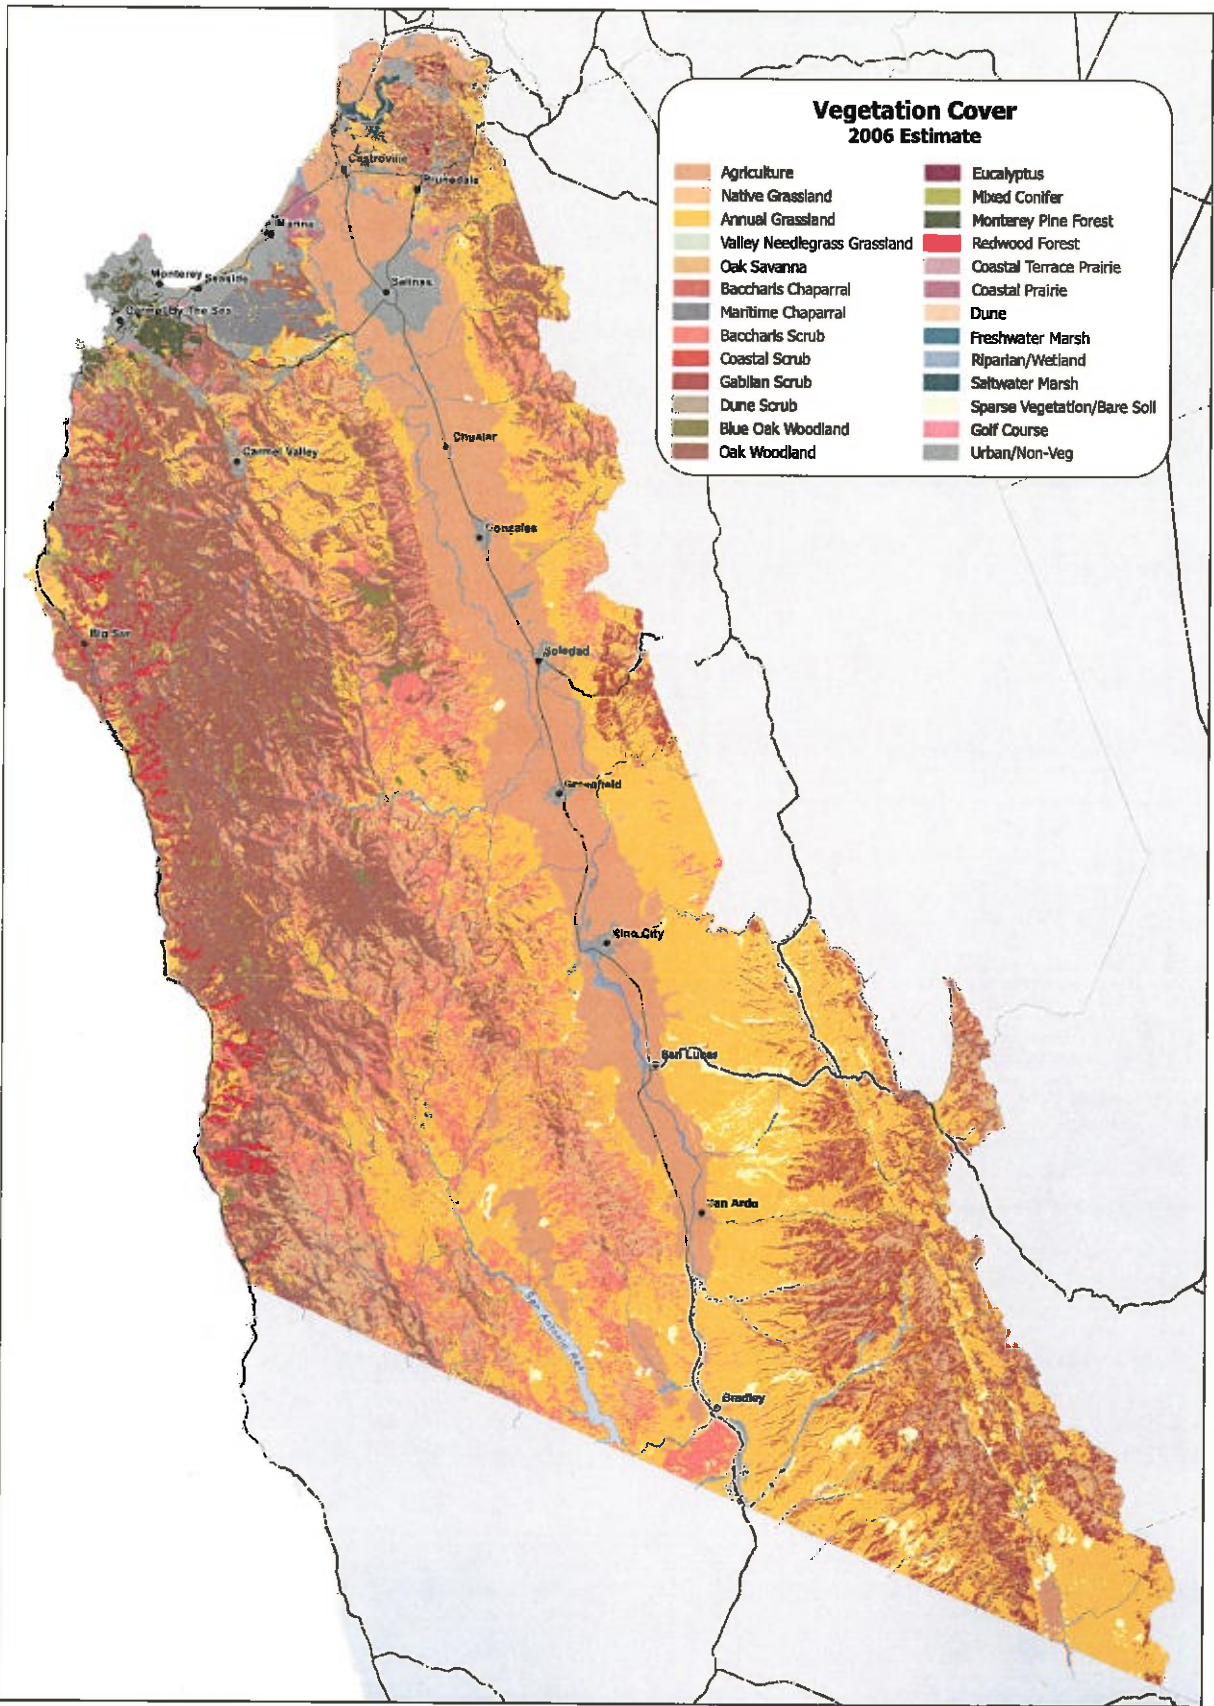 Vegetation Cover
2006 Estimate
Agriculture
Native Grassland
Annual Grassland
Valley Needlegrass Grassland
Oak Savanna
Baccharis Chaparral
Maritime Chaparral
Baccharis Scrub
Coastal Scrub
Gabilan Scrub
Dune Scrub
Blue Oak Woodland
Oak Woodland
Eucalyptus
Mixed Conifer
Monterey Pine Forest
Redwood Forest
Coastal Terrace Prairie
Coastal Prairie
Dune
Freshwater Marsh
Riparian/Wetland
Saltwater Marsh
Sparse Vegetation/Bare Soil
Golf Course
Urban/Non-Veg
Castroville
Prunedale
Marina
Monterey
Seaside
Salinas
Carmel By The Sea
Chualar
Carmel Valley
Gonzales
Big Sur
Soledad
Greenfield
King City
San Lucas
San Ardo
San Antonio Res
Bradley